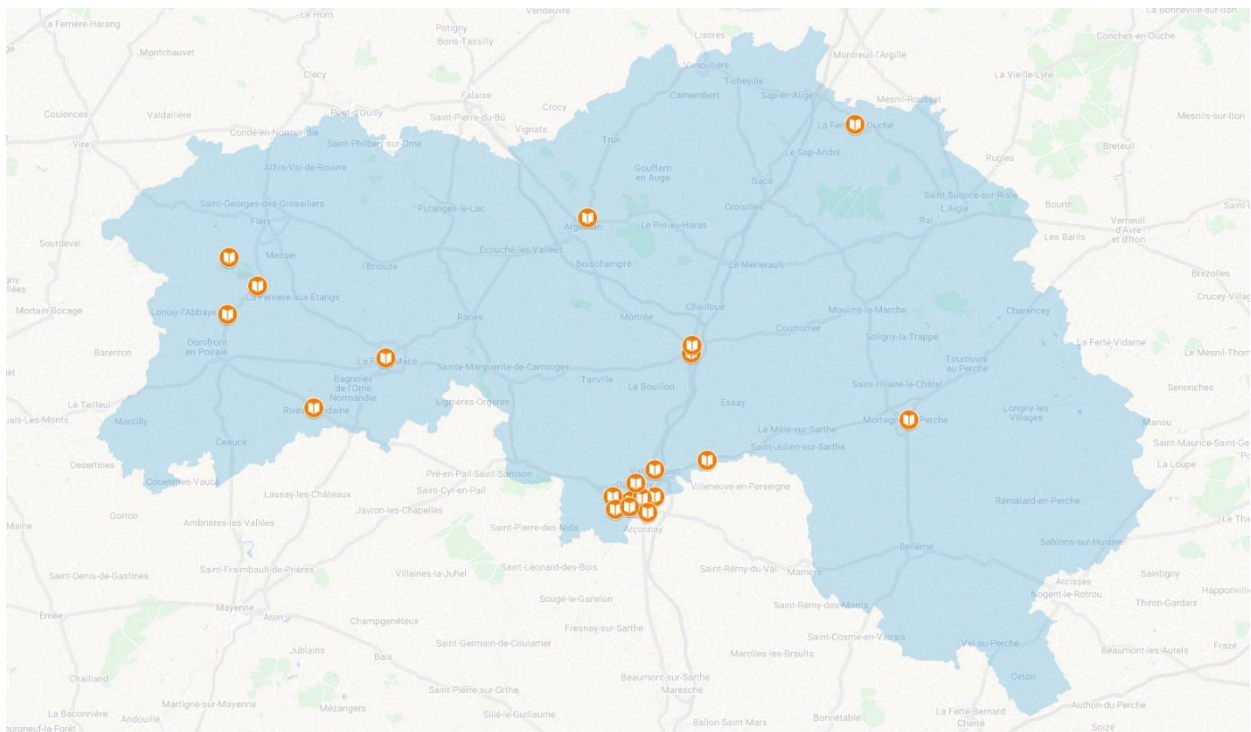 La Ferrière-Harang
Le Hom
Vendeuvre
La Bonneville-sur-Iton
Potigny
Bons-Tassilly
Lisores
Conches-en-Ouche
Montchauvet
Montreuil-l'Argillé
Vimoutiers
Clécy
La Vieille-Lyre
Ticheville
Falaise
Camembert
Sap-en-Auge
Crocy
Mesnil-Rousset
Coulonces
Valdallière
Pont-d'Ouilly
Saint-Pierre-du-Bû
Mesnils-sur-Iton
La Ferté
Ouche
Vignats
Condé-en-Normandie
Vire
Saint-Philbert-sur-Orne
Trun
Breteuil
Le Sap-André
Rugles
Athis-Val-de-Rouvre
Gouffern
en Auge
Gacé
Saint-Sulpice-sur-Risle
Saint-Georges-des-Groseillers
Putanges-le-Lac
Croisilles
L'Aigle
Bourth
Flers
Rai
Verneuil
d'Avre
et d'Iton
Le Pin-au-Haras
Les Barils
Sourdeval
Écouché-les-Vallées
Messei
Boischampré
Briouze
Le Merlerault
Brezolles
La Ferrière-aux-Étangs
Crucey-Villag
Chailloué
Moulins-la-Marche
Mortain-Bocage
Lonlay-l'Abbaye
Rânes
Mortrée
Charencey
Courtomer
Soligny-la-Trappe
La Ferté-Vidame
Domfront
en Poiraie
Barenton
Le Mesnil-Thom
La Ferté-Macé
Sainte-Marguerite-de-Carrouges
Tourouvre
au Perche
Tanville
Le Bouillon
Saint-Hilaire-le-Châtel
Bagnoles
de l'Orne
Normandie
Senonches
Le Teilleul
Lignières-Orgères
Essay
Longny les
Villages
Mantilly
Mortagne
Perche
Manou
Le Mêle-sur-Sarthe
Ceaucé
Saint-Julien-sur-Sarthe
Desertines
Pré-en-Pail-Saint-Samson
La Loupe
Couesmes-Vaucé
Saint-Cyr-en-Pail
Villeneuve-en-Perseigne
Lassay-les-Châteaux
Rémalard-en-Perche
Javron-les-Chapelles
Gorron
Ambrières-les-Vallées
Saint-Pierre-des-Nids
Arçonnay
Sablons-sur-Huisne
Bellême
Saint-Denis-de-Gastines
Saint-Fraimbault-de-Prières
Villaines-la-Juhel
Saint-Léonard-des-Bois
Saint-Rémy-du-Val
Mamers
Arcisses
Saintigny
Nogent-le-Rotrou
Happonvilli
Mayenne
Ernée
Aron
Sougé-le-Ganelon
Saint-Rémy-des-Monts
Thiron-Gardais
Champgenéteux
Fresnay-sur-Sarthe
Saint-Germain-de-Coulamer
Saint-Cosme-en-Vairais
Val-au-Perche
Jublains
Bais
Marolles-les-Braults
Beaumont-les-Autels
Frazé
Chailland
Beaumont-sur-Sarthe
Maresché
Ceton
Saint-Pierre-sur-Orthe
Martigné-sur-Mayenne
Mézangers
La Baconnière
Andouillé
Sillé-le-Guillaume
Ballon-Saint-Mars
Bonnétable
La Ferté-Bernard
Cherré
Authon-du-Perche
Soizé